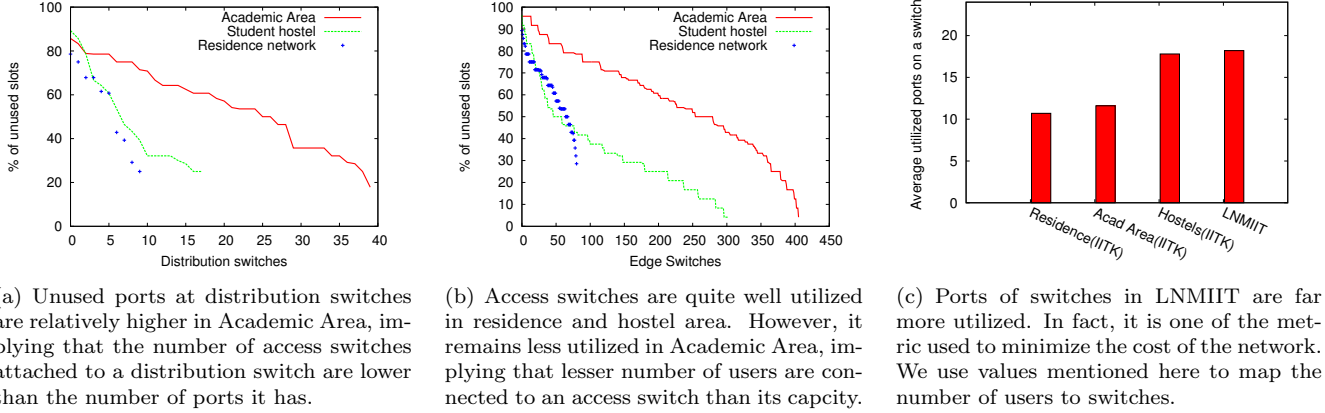 100
80
60
40
20
0
% of unused slots
0 5 10 15 20 25 30 35 40
Distribution switches
Academic Area
Student hostel
Residence network
100
90
80
70
60
50
40
30
20
10
0
% of unused slots
0 50 100 150 200 250 300 350 400 450
Edge Switches
Academic Area
Student hostel
Residence network
20
15
10
5
0
Average utilized ports on a switch
Residence(IITK)
Acad Area(IITK)
Hostels(IITK)
LNMIIT
(a) Unused ports at distribution switches
are relatively higher in Academic Area, im-
plying that the number of access switches
attached to a distribution switch are lower
than the number of ports it has.
(b) Access switches are quite well utilized
in residence and hostel area. However, it
remains less utilized in Academic Area, im-
plying that lesser number of users are con-
nected to an access switch than its capcity.
(c) Ports of switches in LNMIIT are far
more utilized. In fact, it is one of the met-
ric used to minimize the cost of the network.
We use values mentioned here to map the
number of users to switches.